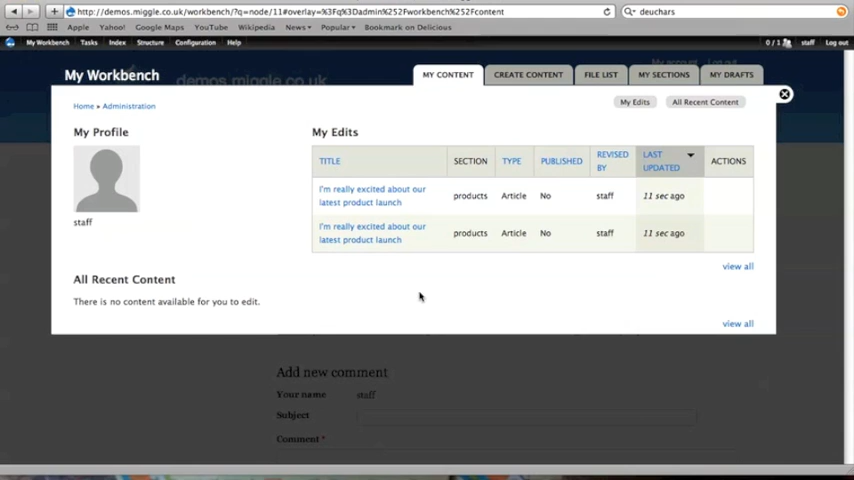 http://demos.miggle.co.uk/workbench/?q=node/11#overlay=%3Fq%3Dadmin%252Fworkbench%252Fcontent
deuchars
Apple Yahoo! Google Maps YouTube Wikipedia News Popular Bookmark on Delicious
My Workbench Tasks Index Structure Configuration Help 0 / 1 staff Log out
My Workbench demos.miggle.co.uk
My account Log out
MY CONTENT CREATE CONTENT FILE LIST MY SECTIONS MY DRAFTS
Home » Administration
My Edits All Recent Content
My Profile
staff
My Edits
TITLE SECTION TYPE PUBLISHED REVISED BY LAST UPDATED ACTIONS
I'm really excited about our
latest product launch
products Article No staff 11 sec ago
I'm really excited about our
latest product launch
products Article No staff 11 sec ago
view all
All Recent Content
There is no content available for you to edit.
view all
Add new comment
Your name staff
Subject
Comment *